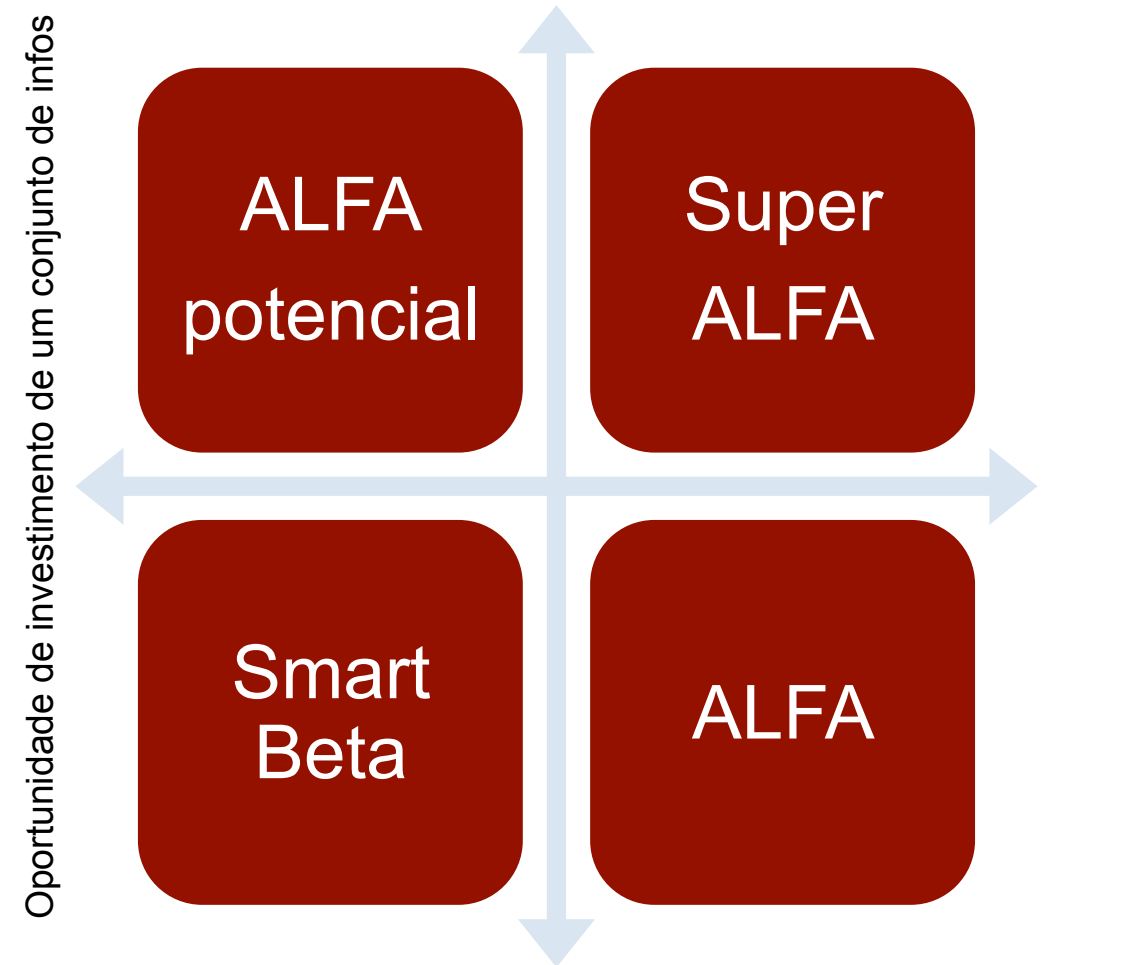 Oportunidade de investimento de um conjunto de infos
ALFA
potencial
Super
ALFA
Smart
Beta
ALFA